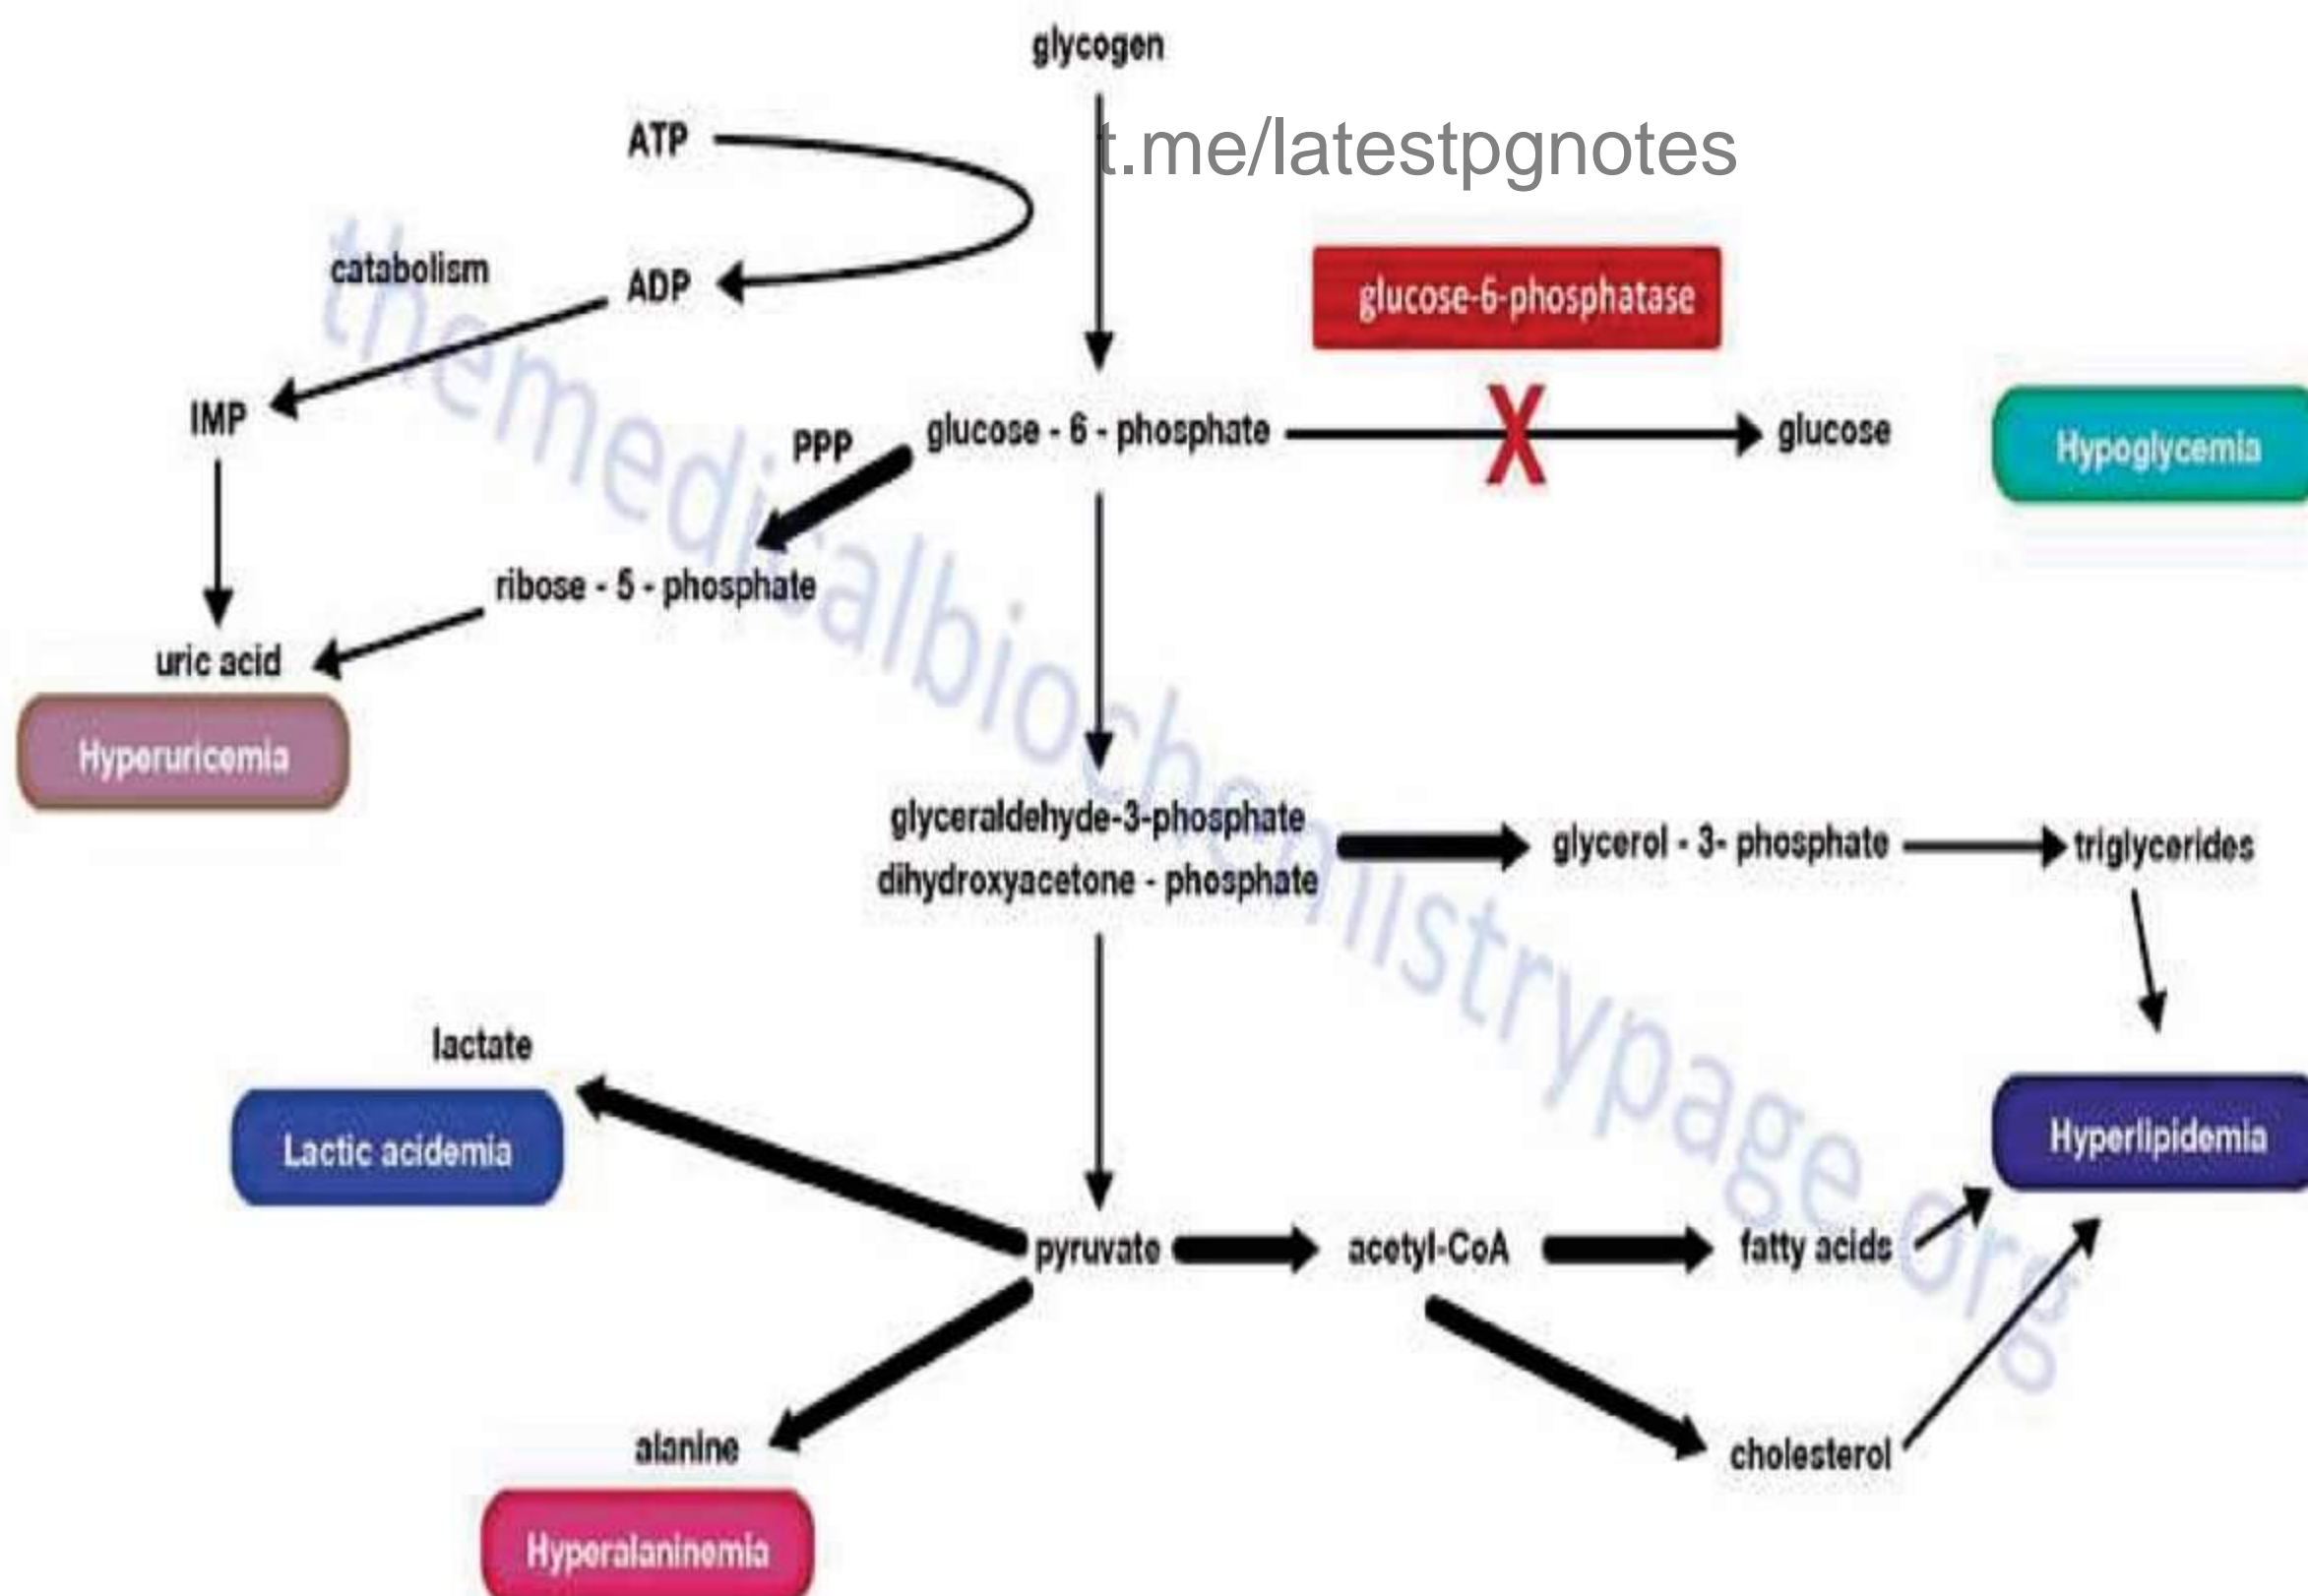 glycogen
ATP
t.me/latestpgnotes
catabolism
ADP
glucose-6-phosphatase
IMP
PPP
glucose - 6 - phosphate
glucose
Hypoglycemia
ribose - 5 - phosphate
uric acid
Hyperuricemia
glyceraldehyde-3-phosphate
dihydroxyacetone - phosphate
glycerol - 3- phosphate
triglycerides
lactate
Lactic acidemia
Hyperlipidemia
pyruvate
acetyl-CoA
fatty acids
alanine
cholesterol
Hyperalaninemia
themedicalbiochemistrypage.org